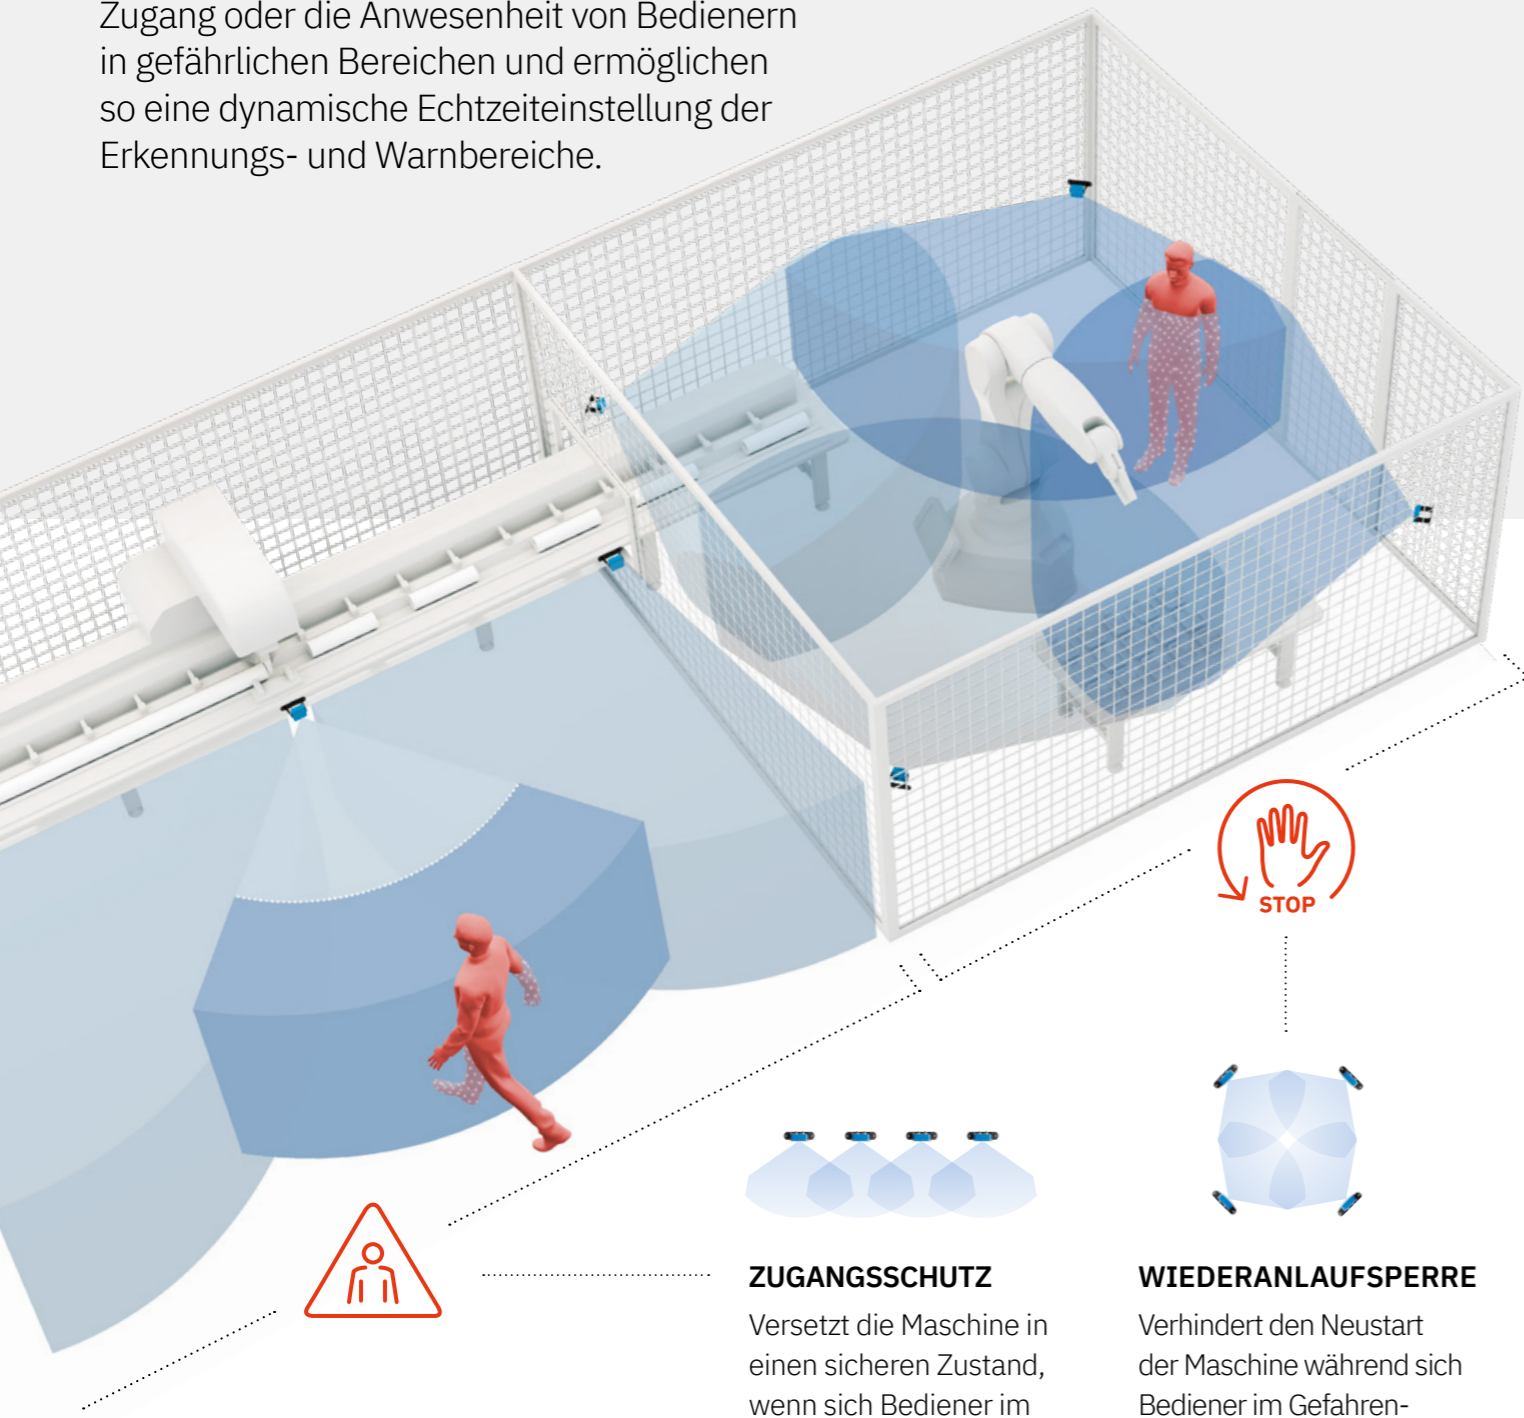 Zugang oder die Anwesenheit von Bedienern
in gefährlichen Bereichen und ermöglichen
so eine dynamische Echtzeiteinstellung der
Erkennungs- und Warnbereiche.
STOP
ZUGANGSSCHUTZ
Versetzt die Maschine in
einen sicheren Zustand,
wenn sich Bediener im
WIEDERANLAUFSPERRE
Verhindert den Neustart
der Maschine während sich
Bediener im Gefahren-